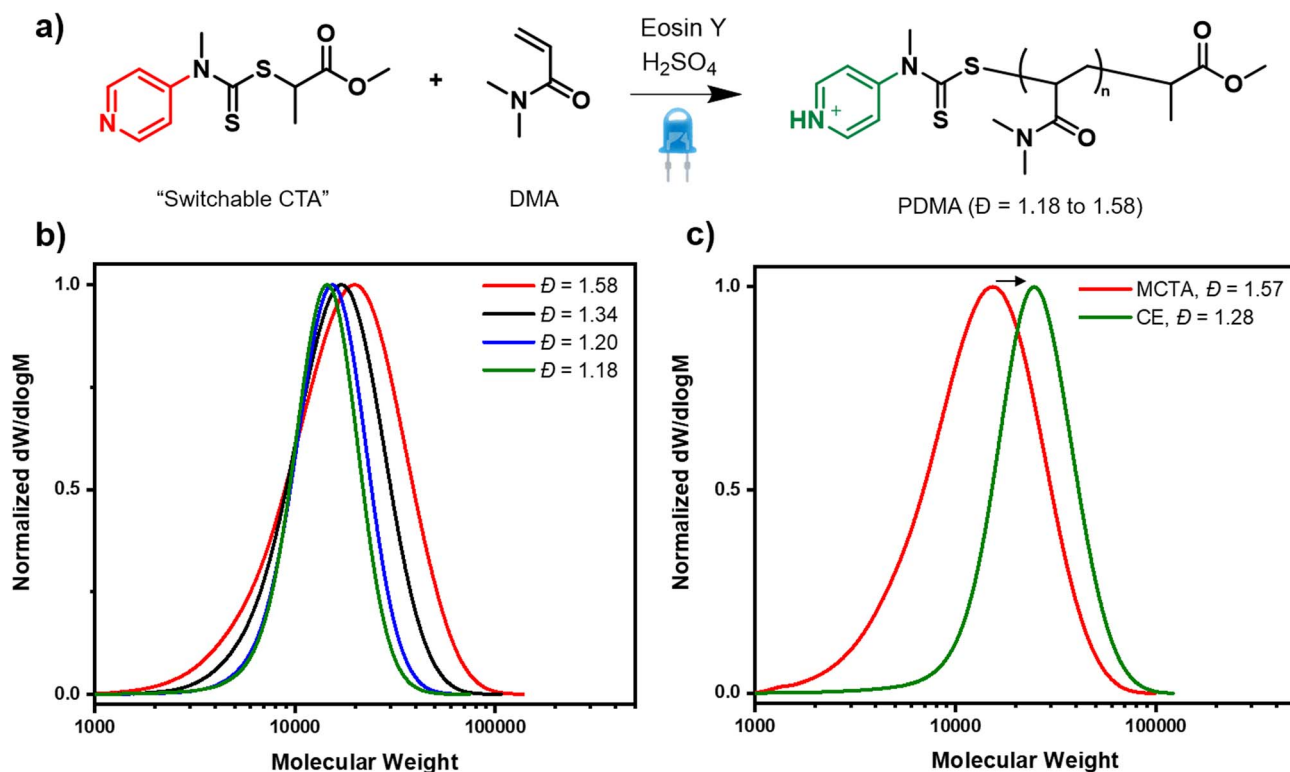 a)
N
N
S
S
O
O
+
N
O
Eosin Y
H₂SO₄
HN
+
N
S
S
n
N
O
O
O
"Switchable CTA"
DMA
PDMA (Đ = 1.18 to 1.58)
b)
Normalized dW/dlogM
1.0
0.5
0.0
Đ = 1.58
Đ = 1.34
Đ = 1.20
Đ = 1.18
1000
10000
100000
Molecular Weight
c)
Normalized dW/dlogM
1.0
0.5
0.0
MCTA, Đ = 1.57
CE, Đ = 1.28
1000
10000
100000
Molecular Weight